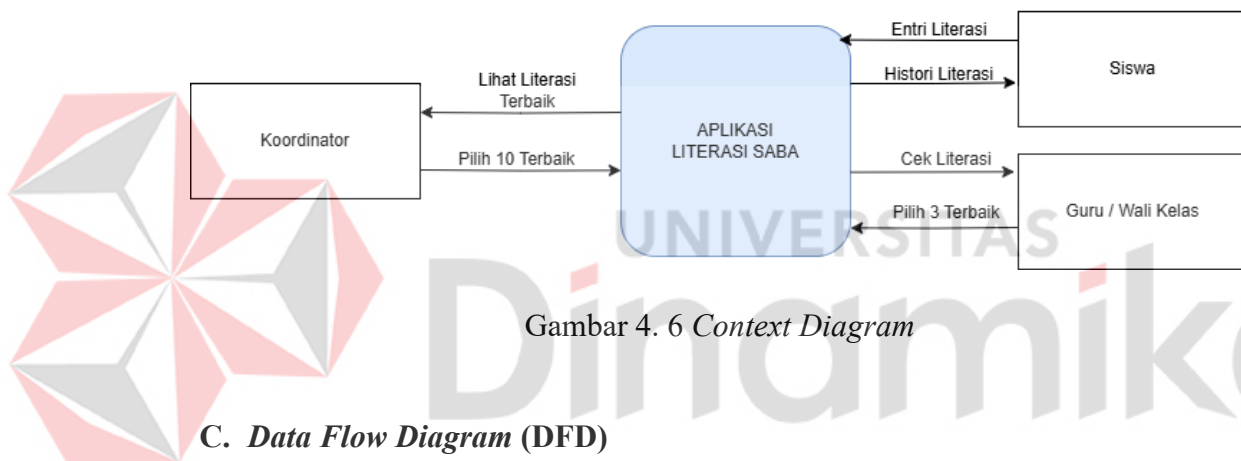 Entri Literasi
Siswa
Histori Literasi
Lihat Literasi
Terbaik
Koordinator
Pilih 10 Terbaik
APLIKASI
LITERASI SABA
Cek Literasi
Pilih 3 Terbaik
Guru / Wali Kelas
UNIVERSITAS
Dinamika
Gambar 4. 6 Context Diagram
C. Data Flow Diagram (DFD)